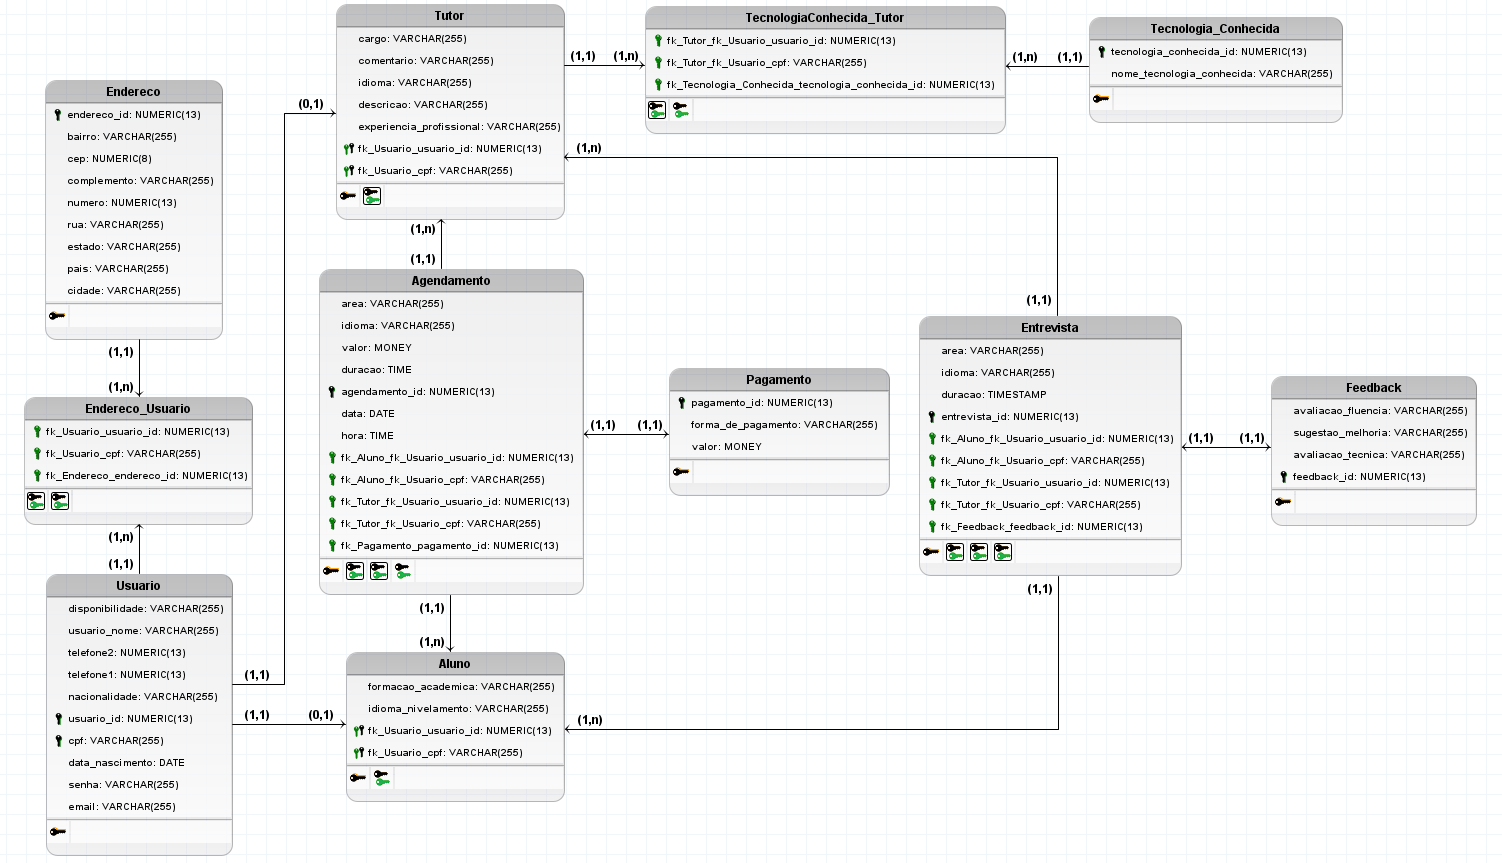 Tutor
cargo: VARCHAR(255)
comentario: VARCHAR(255)
idioma: VARCHAR(255)
descricao: VARCHAR(255)
experiencia_profissional: VARCHAR(255)
fk_Usuario_usuario_id: NUMERIC(13)
fk_Usuario_cpf: VARCHAR(255)
(1,1)
(1,n)
TecnologiaConhecida_Tutor
fk_Tutor_fk_Usuario_usuario_id: NUMERIC(13)
fk_Tutor_fk_Usuario_cpf: VARCHAR(255)
fk_Tecnologia_Conhecida_tecnologia_conhecida_id: NUMERIC(13)
(1,n)
(1,1)
Tecnologia_Conhecida
tecnologia_conhecida_id: NUMERIC(13)
nome_tecnologia_conhecida: VARCHAR(255)
Endereco
endereco_id: NUMERIC(13)
bairro: VARCHAR(255)
cep: NUMERIC(8)
complemento: VARCHAR(255)
numero: NUMERIC(13)
rua: VARCHAR(255)
estado: VARCHAR(255)
pais: VARCHAR(255)
cidade: VARCHAR(255)
(0,1)
(1,n)
(1,n)
(1,1)
(1,1)
(1,1)
(1,n)
Agendamento
area: VARCHAR(255)
idioma: VARCHAR(255)
valor: MONEY
duracao: TIME
agendamento_id: NUMERIC(13)
data: DATE
hora: TIME
fk_Aluno_fk_Usuario_usuario_id: NUMERIC(13)
fk_Aluno_fk_Usuario_cpf: VARCHAR(255)
fk_Tutor_fk_Usuario_usuario_id: NUMERIC(13)
fk_Tutor_fk_Usuario_cpf: VARCHAR(255)
fk_Pagamento_pagamento_id: NUMERIC(13)
(1,1)
(1,1)
Pagamento
pagamento_id: NUMERIC(13)
forma_de_pagamento: VARCHAR(255)
valor: MONEY
Entrevista
area: VARCHAR(255)
idioma: VARCHAR(255)
duracao: TIMESTAMP
entrevista_id: NUMERIC(13)
fk_Aluno_fk_Usuario_usuario_id: NUMERIC(13)
fk_Aluno_fk_Usuario_cpf: VARCHAR(255)
fk_Tutor_fk_Usuario_usuario_id: NUMERIC(13)
fk_Tutor_fk_Usuario_cpf: VARCHAR(255)
fk_Feedback_feedback_id: NUMERIC(13)
(1,1)
(1,1)
Feedback
avaliacao_fluencia: VARCHAR(255)
sugestao_melhoria: VARCHAR(255)
avaliacao_tecnica: VARCHAR(255)
feedback_id: NUMERIC(13)
Endereco_Usuario
fk_Usuario_usuario_id: NUMERIC(13)
fk_Usuario_cpf: VARCHAR(255)
fk_Endereco_endereco_id: NUMERIC(13)
(1,n)
(1,1)
Usuario
disponibilidade: VARCHAR(255)
usuario_nome: VARCHAR(255)
telefone2: NUMERIC(13)
telefone1: NUMERIC(13)
nacionalidade: VARCHAR(255)
usuario_id: NUMERIC(13)
cpf: VARCHAR(255)
data_nascimento: DATE
senha: VARCHAR(255)
email: VARCHAR(255)
(1,1)
(1,1)
(0,1)
(1,1)
(1,n)
Aluno
formacao_academica: VARCHAR(255)
idioma_nivelamento: VARCHAR(255)
fk_Usuario_usuario_id: NUMERIC(13)
fk_Usuario_cpf: VARCHAR(255)
(1,n)
(1,1)